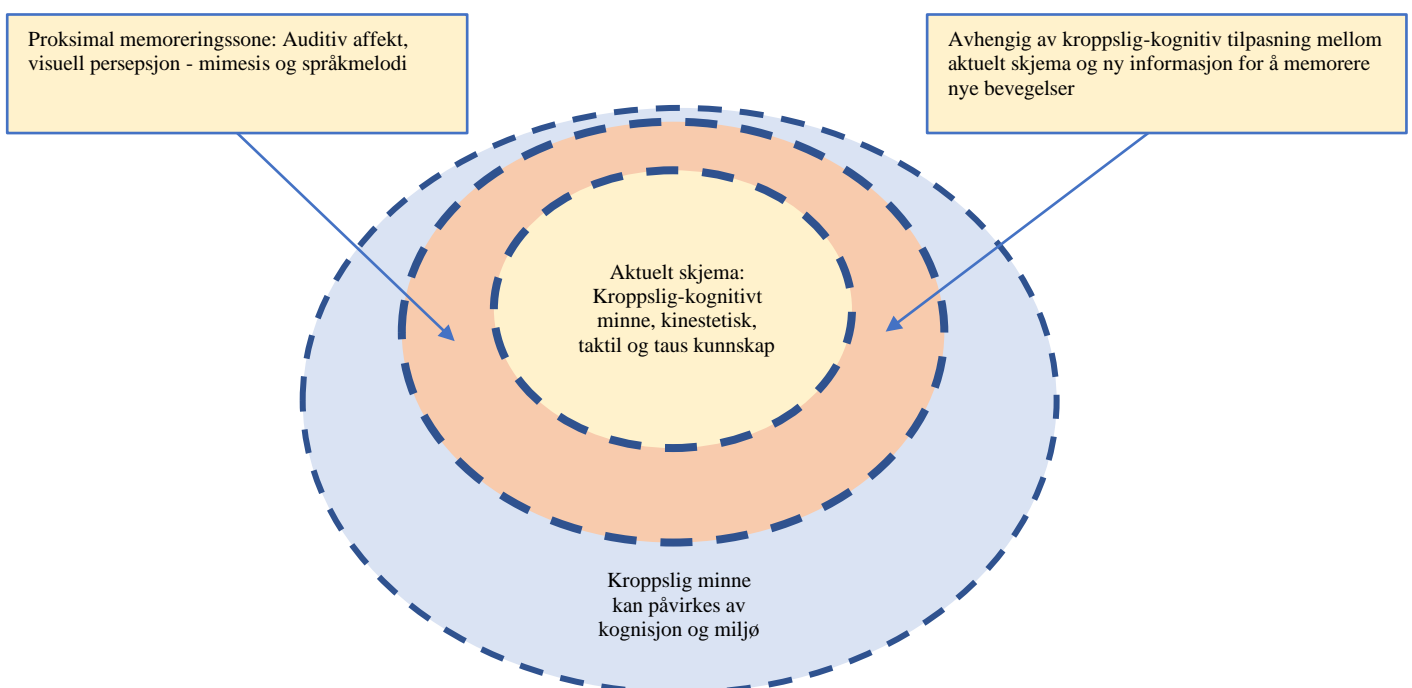 Proksimal memoreringssone: Auditiv affekt,
visuell persepsjon - mimesis og språkmelodi
Avhengig av kroppslig-kognitiv tilpasning mellom
aktuelt skjema og ny informasjon for å memorere
nye bevegelser
Aktuelt skjema:
Kroppslig-kognitivt
minne, kinestetisk,
taktil og taus kunnskap
Kroppslig minne
kan påvirkes av
kognisjon og miljø